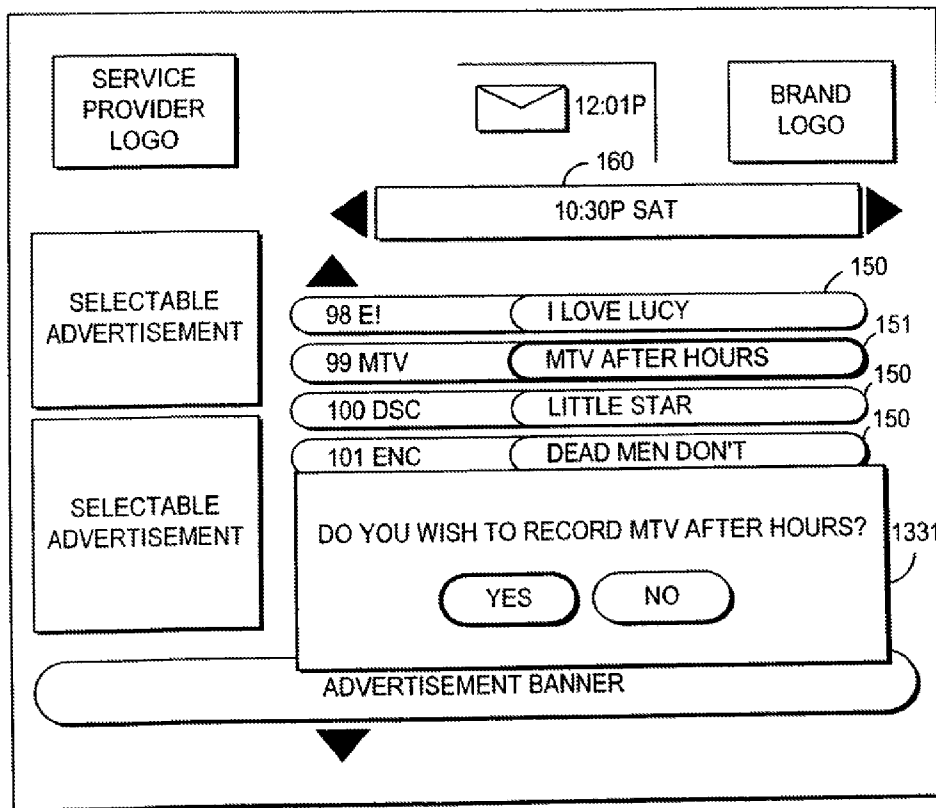 SERVICE
PROVIDER
LOGO
12:01P
BRAND
LOGO
160
10:30P SAT
SELECTABLE
ADVERTISEMENT
150
98 E!
I LOVE LUCY
151
99 MTV
MTV AFTER HOURS
150
100 DSC
LITTLE STAR
150
101 ENC
DEAD MEN DON'T
SELECTABLE
ADVERTISEMENT
DO YOU WISH TO RECORD MTV AFTER HOURS?
1331
YES
NO
ADVERTISEMENT BANNER